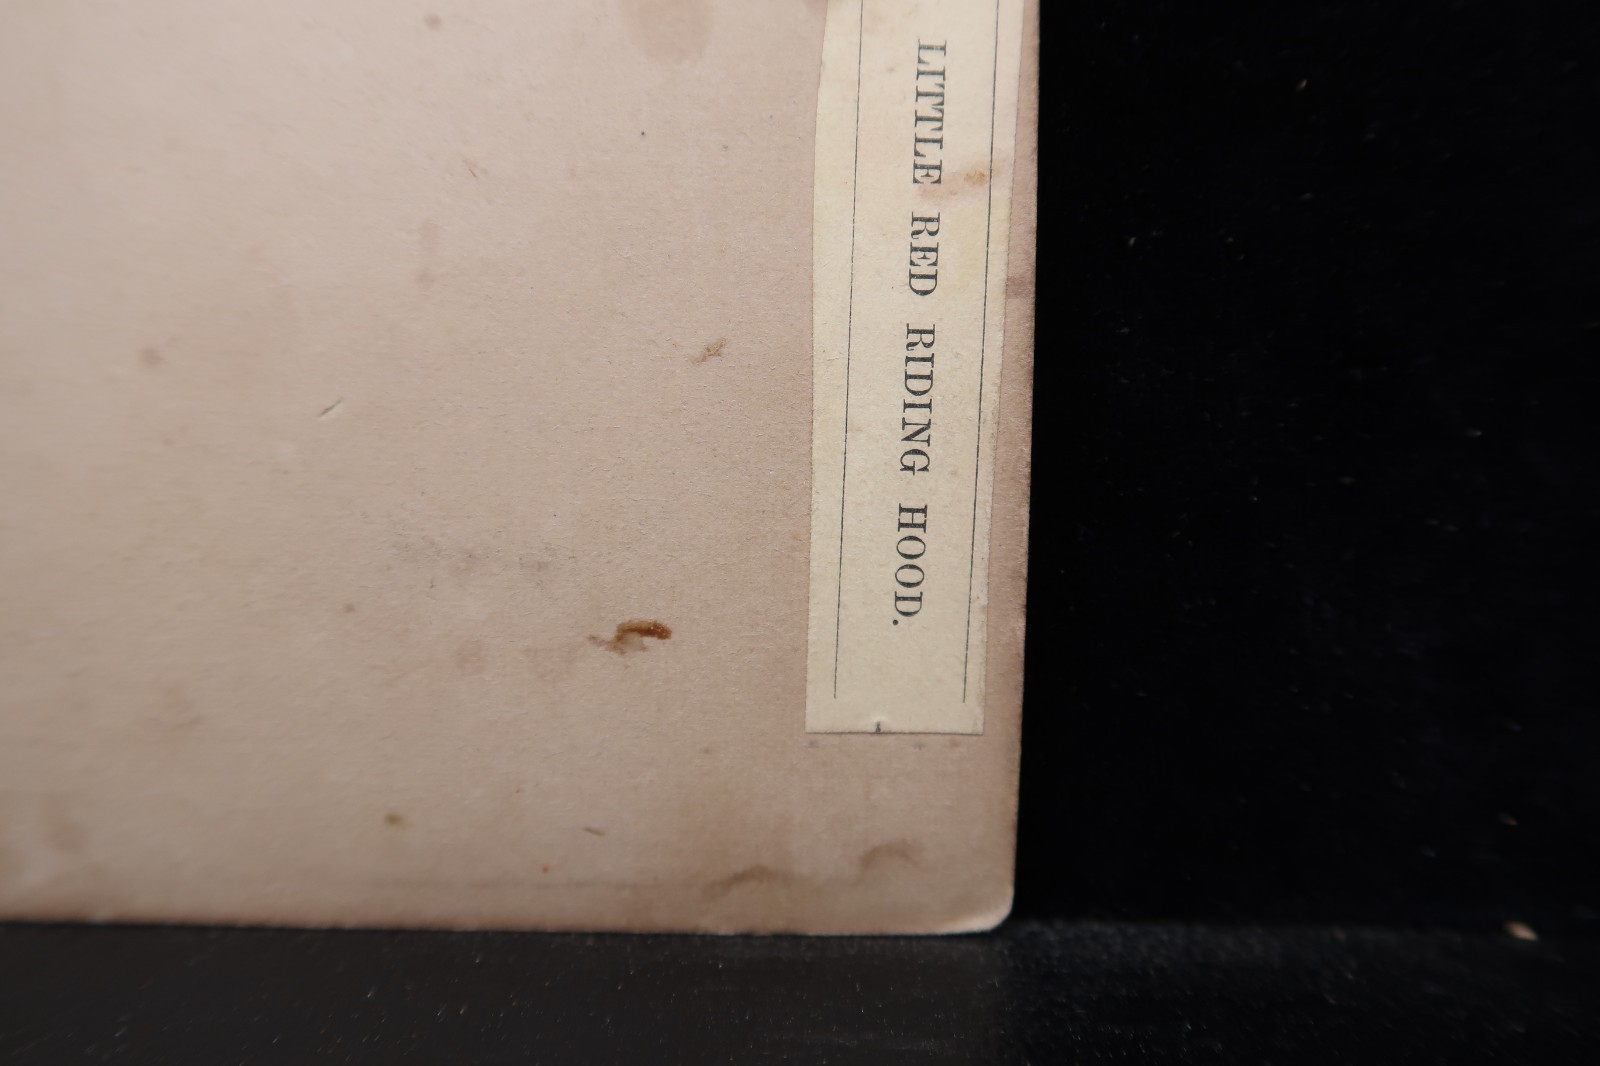 LITTLE RED RIDING HOOD.